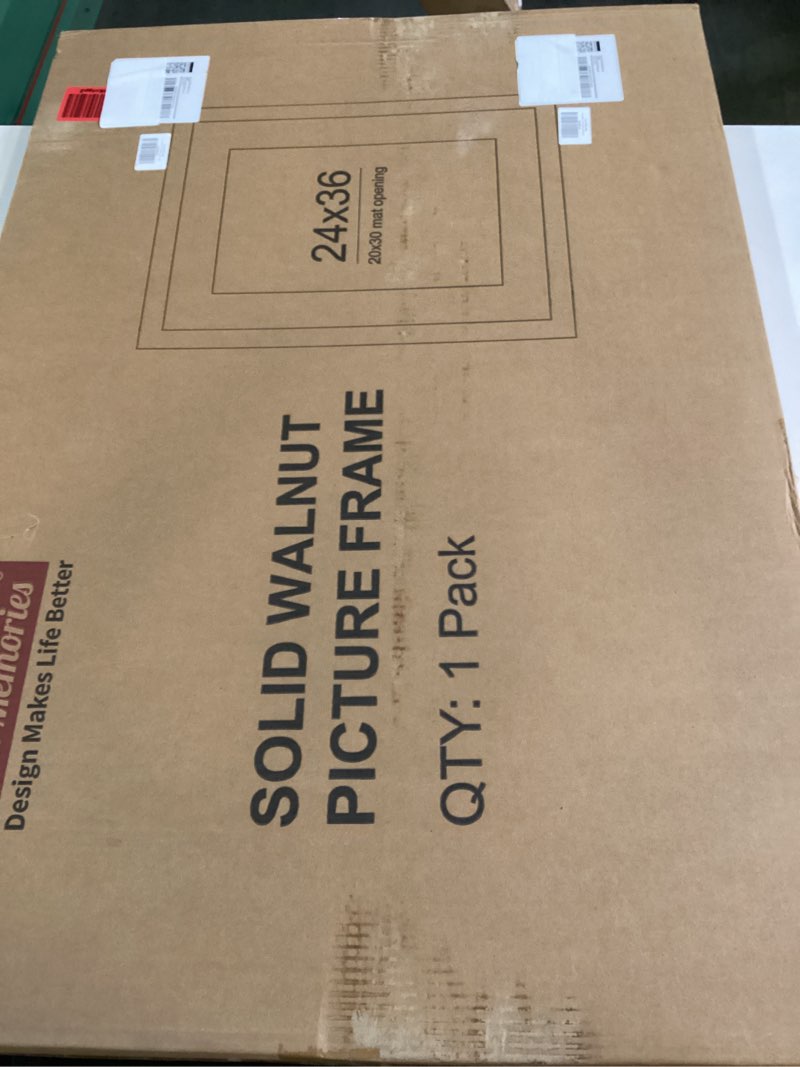 24x36
20x30 mat opening
SOLID WALNUT
PICTURE FRAME
QTY: 1 Pack
Design Makes Life Better